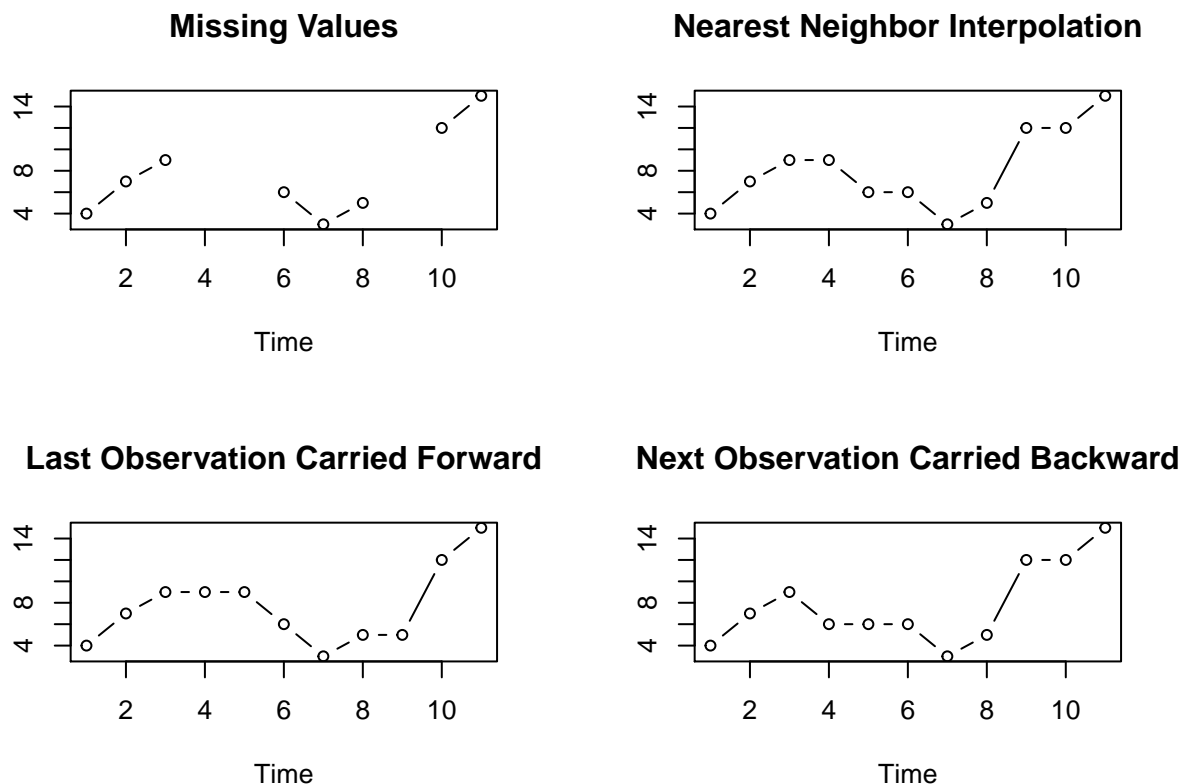 Missing Values
14
8
4
2 4 6 8 10
Time
Nearest Neighbor Interpolation
14
8
4
2 4 6 8 10
Time
Last Observation Carried Forward
14
8
4
2 4 6 8 10
Time
Next Observation Carried Backward
14
8
4
2 4 6 8 10
Time